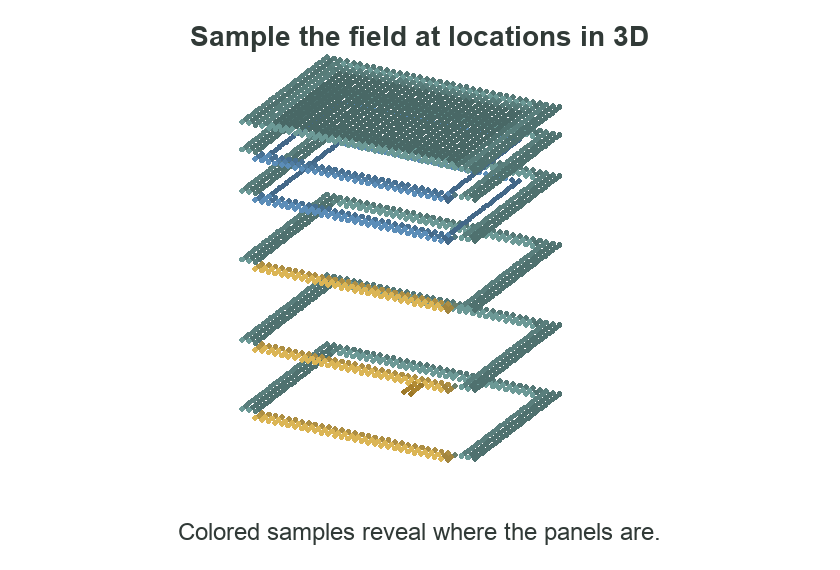 Sample the field at locations in 3D
Colored samples reveal where the panels are.